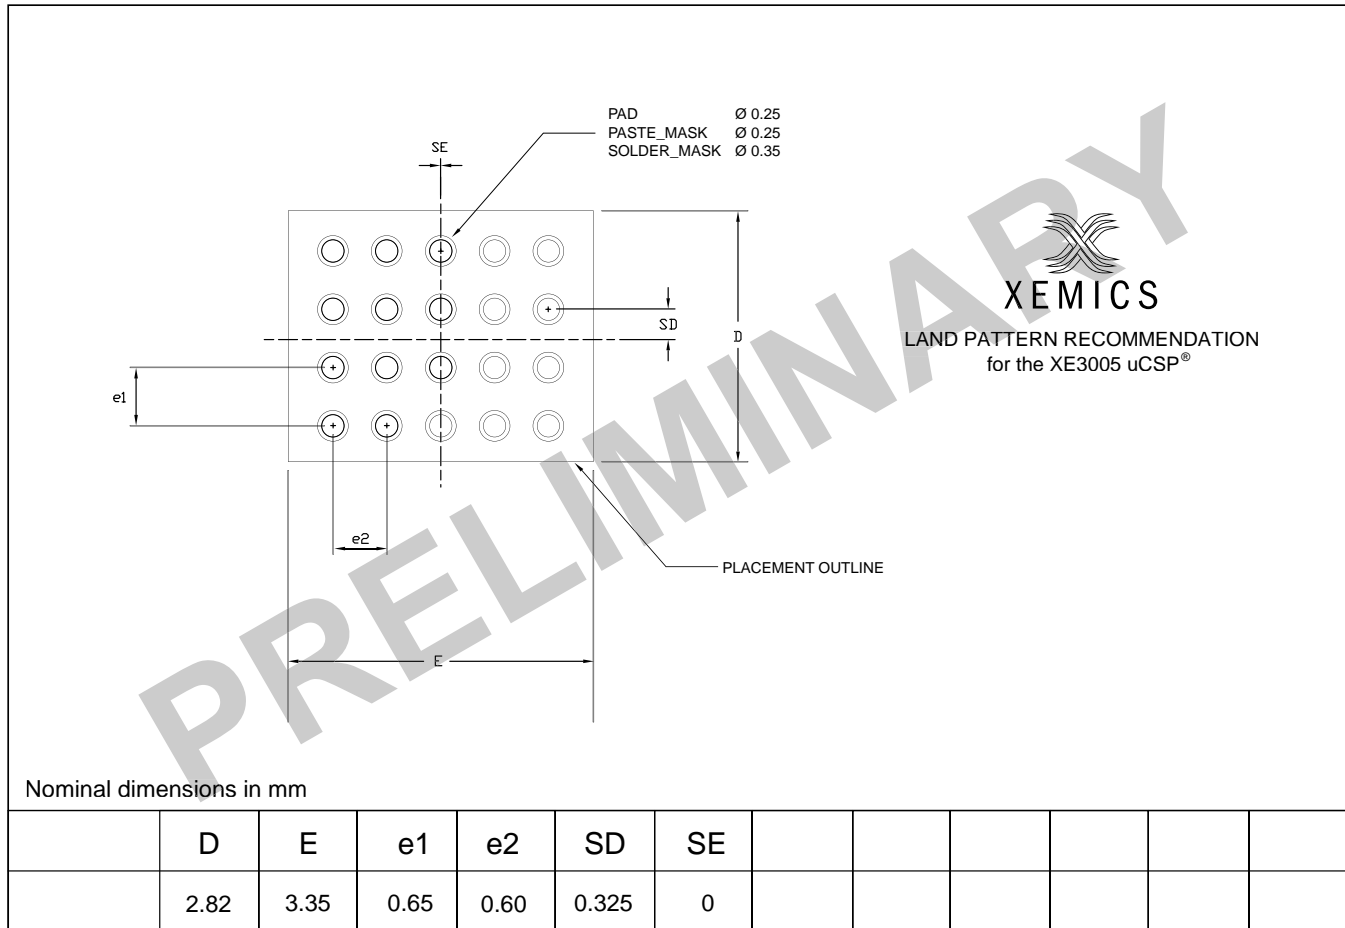 PAD Ø 0.25
PASTE_MASK Ø 0.25
SOLDER_MASK Ø 0.35
SE
SD
D
e1
e2
E
PLACEMENT OUTLINE
XEMICS
LAND PATTERN RECOMMENDATION
for the XE3005 uCSP®
PRELIMINARY
Nominal dimensions in mm
D E e1 e2 SD SE
2.82 3.35 0.65 0.60 0.325 0